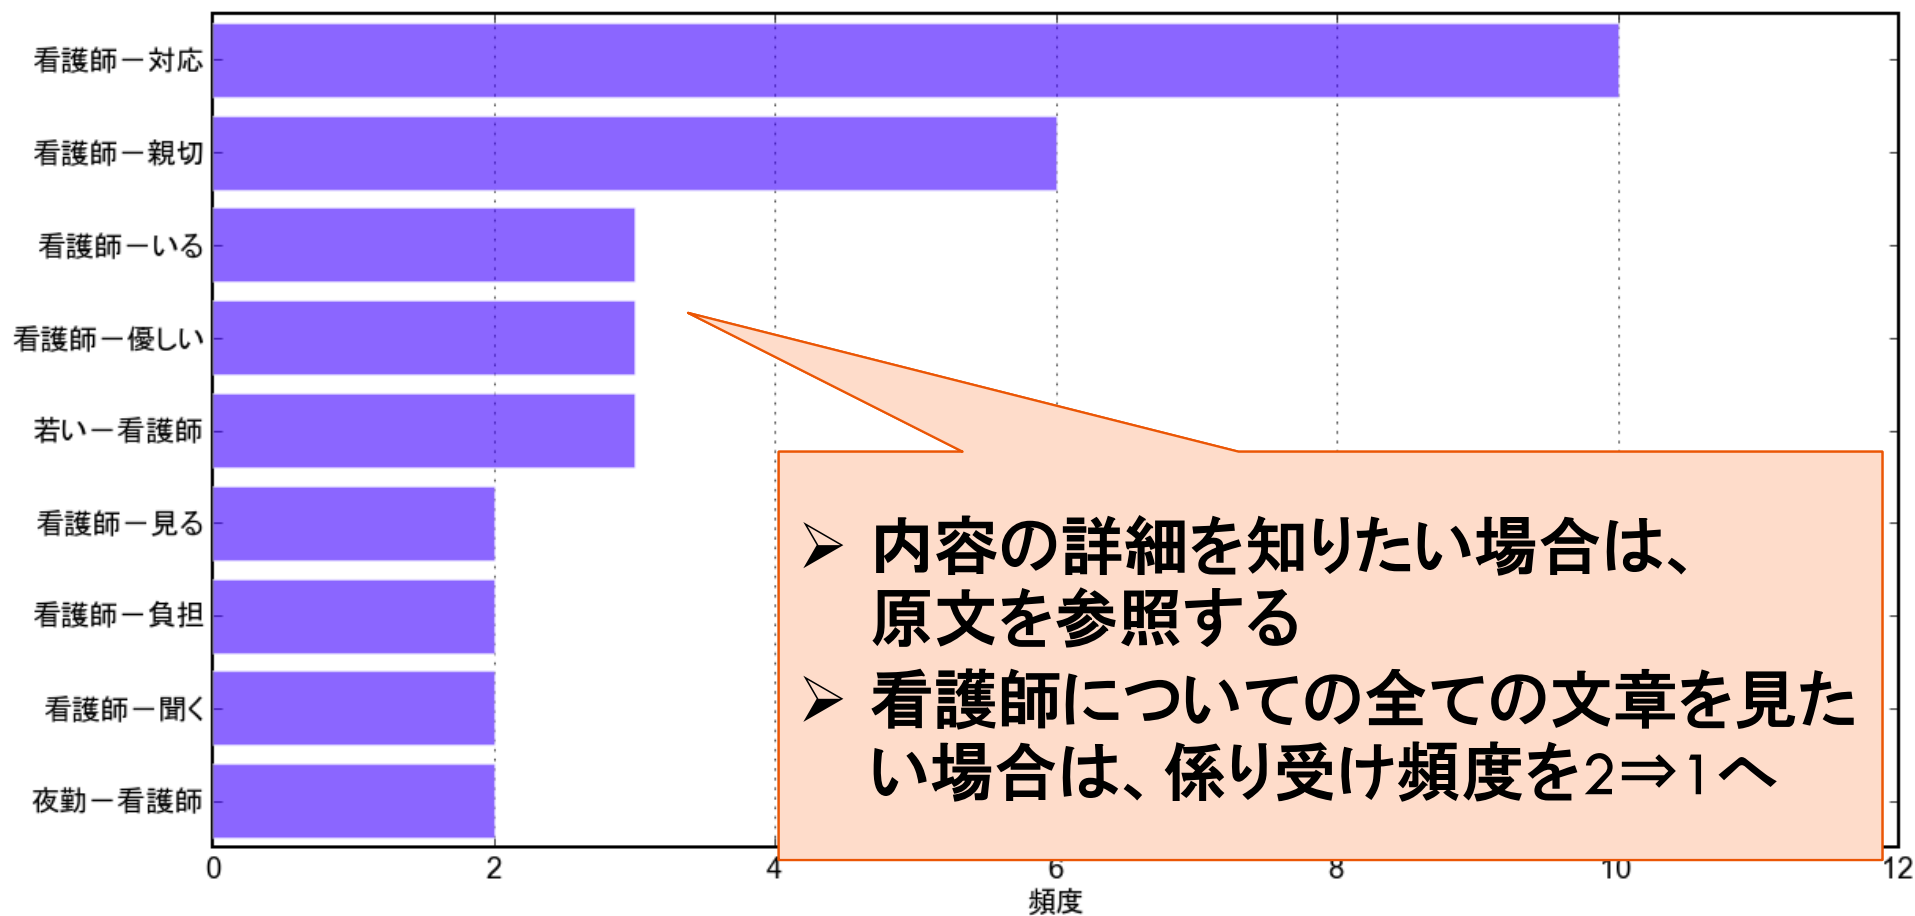 看護師－対応
看護師－親切
看護師－いる
看護師－優しい
若い－看護師
看護師－見る
看護師－負担
看護師－聞く
夜勤－看護師
➢ 内容の詳細を知りたい場合は、
原文を参照する
➢ 看護師についての全ての文章を見た
い場合は、係り受け頻度を2⇒1へ
0 2 4 6 8 10 12
頻度